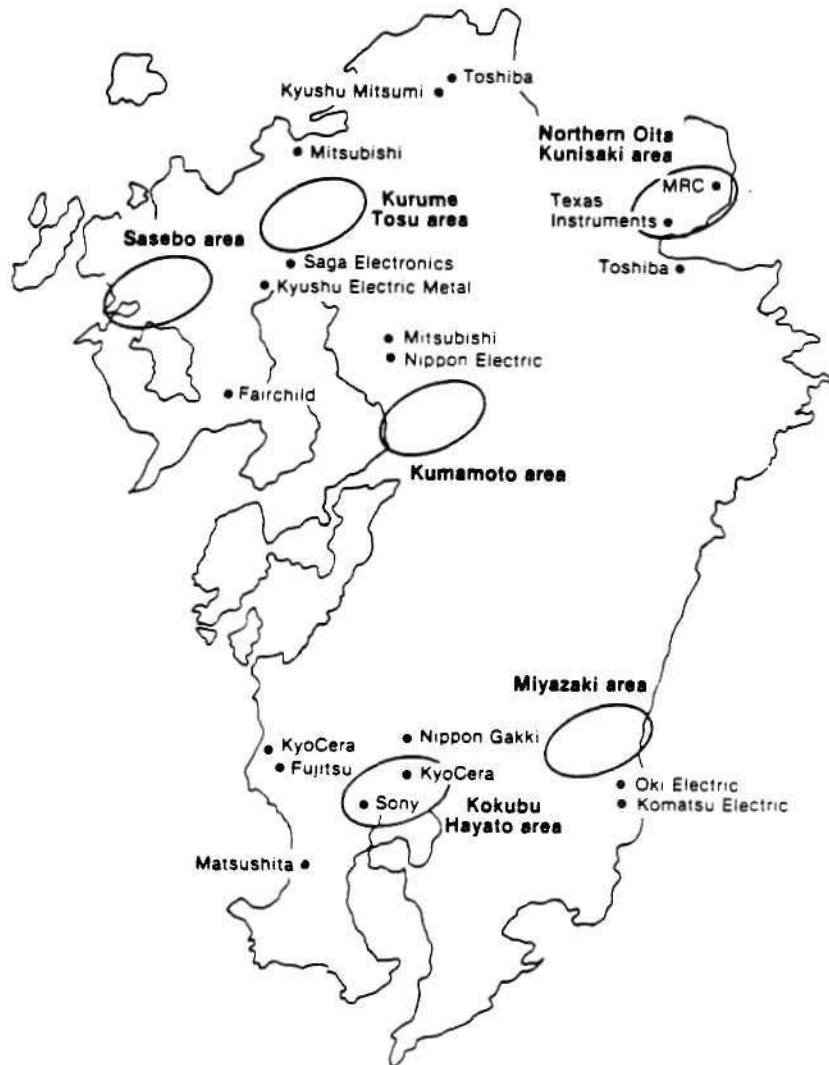 Toshiba
Kyushu Mitsumi
Northern Oita
Kunisaki area
Mitsubishi
MRC
Kurume
Tosu area
Texas
Instruments
Sasebo area
Saga Electronics
Toshiba
Kyushu Electric Metal
Mitsubishi
Nippon Electric
Fairchild
Kumamoto area
Miyazaki area
Nippon Gakki
KyoCera
Fujitsu
KyoCera
Oki Electric
Sony
Kokubu
Hayato area
Komatsu Electric
Matsushita